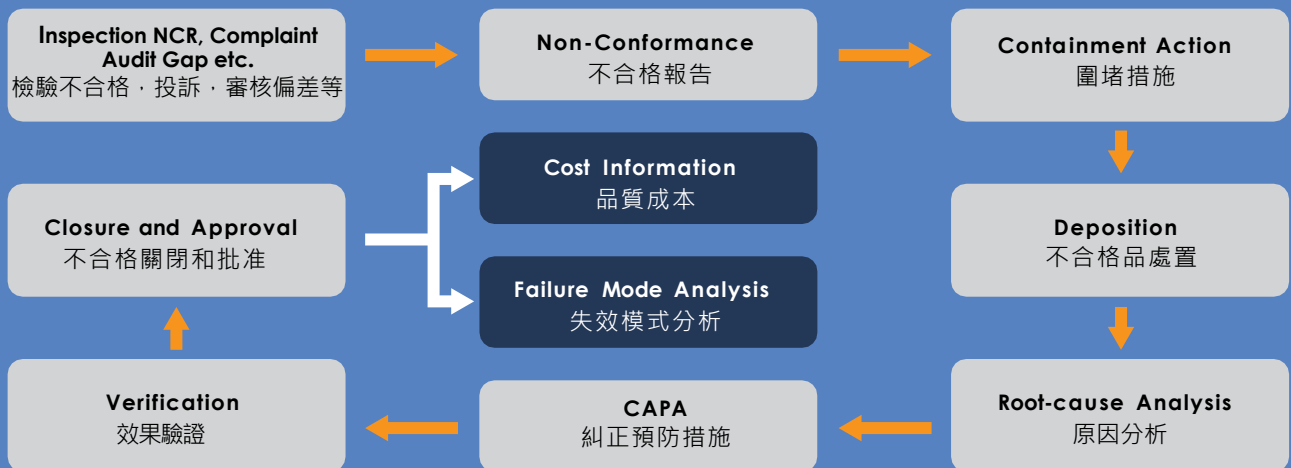 Inspection NCR, Complaint
Audit Gap etc.
檢驗不合格，投訴，審核偏差等
Non-Conformance
不合格報告
Containment Action
圍堵措施
Cost Information
品質成本
Closure and Approval
不合格關閉和批准
Deposition
不合格品處置
Failure Mode Analysis
失效模式分析
Verification
效果驗證
CAPA
糾正預防措施
Root-cause Analysis
原因分析